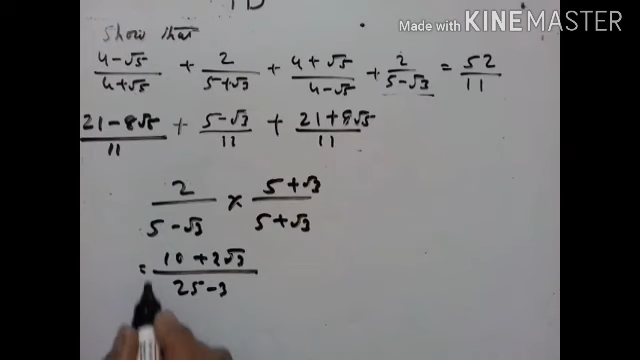 Made with KINEMASTER
Show that
4-√5/4+√5 + 2/5+√3 + 4+√5/4-√5 + 2/5-√3 = 52/11
21-8√5/11 + 5-√3/11 + 21+8√5/11
2/5-√3 × 5+√3/5+√3
= 10+2√3/25-3